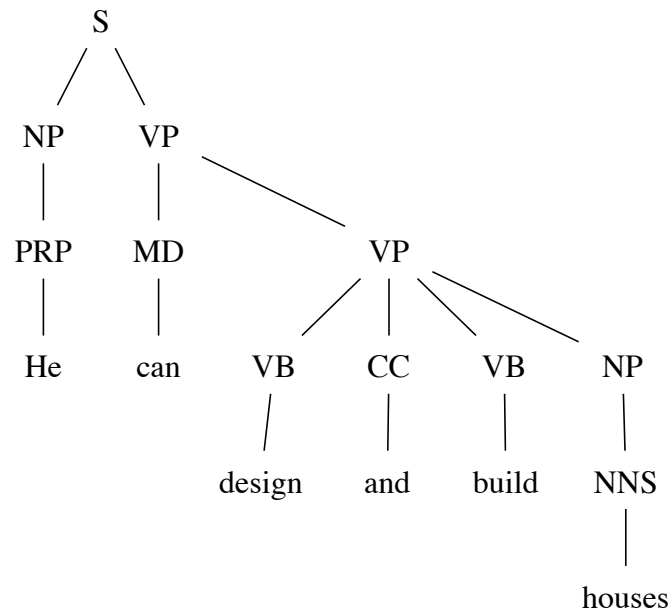 S
NP VP
PRP MD VP
He can VB CC VB NP
design and build NNS
houses